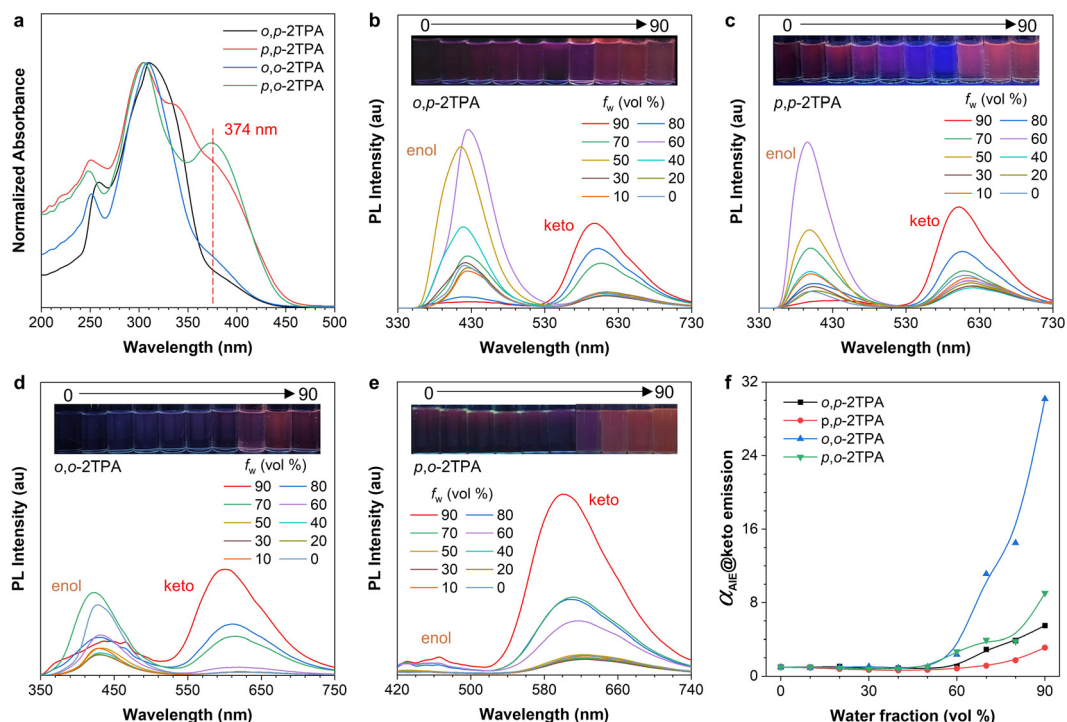 a
o,p-2TPA
p,p-2TPA
o,o-2TPA
p,o-2TPA
374 nm
Normalized Absorbance
200 250 300 350 400 450 500
Wavelength (nm)
b
0 90
o,p-2TPA
fw (vol %)
90 80
70 60
50 40
30 20
10 0
enol
keto
PL Intensity (au)
330 430 530 630 730
Wavelength (nm)
c
0 90
p,p-2TPA
fw (vol %)
90 80
70 60
50 40
30 20
10 0
enol
keto
PL Intensity (au)
330 430 530 630 730
Wavelength (nm)
d
0 90
o,o-2TPA
fw (vol %)
90 80
70 60
50 40
30 20
10 0
enol
keto
PL Intensity (au)
350 450 550 650 750
Wavelength (nm)
e
0 90
p,o-2TPA
fw (vol %)
90 80
70 60
50 40
30 20
10 0
enol
keto
PL Intensity (au)
420 500 580 660 740
Wavelength (nm)
f
32
24
16
8
0
o,p-2TPA
p,p-2TPA
o,o-2TPA
p,o-2TPA
αAIE@keto emission
0 15 30 45 60 75 90
Water fraction (vol %)